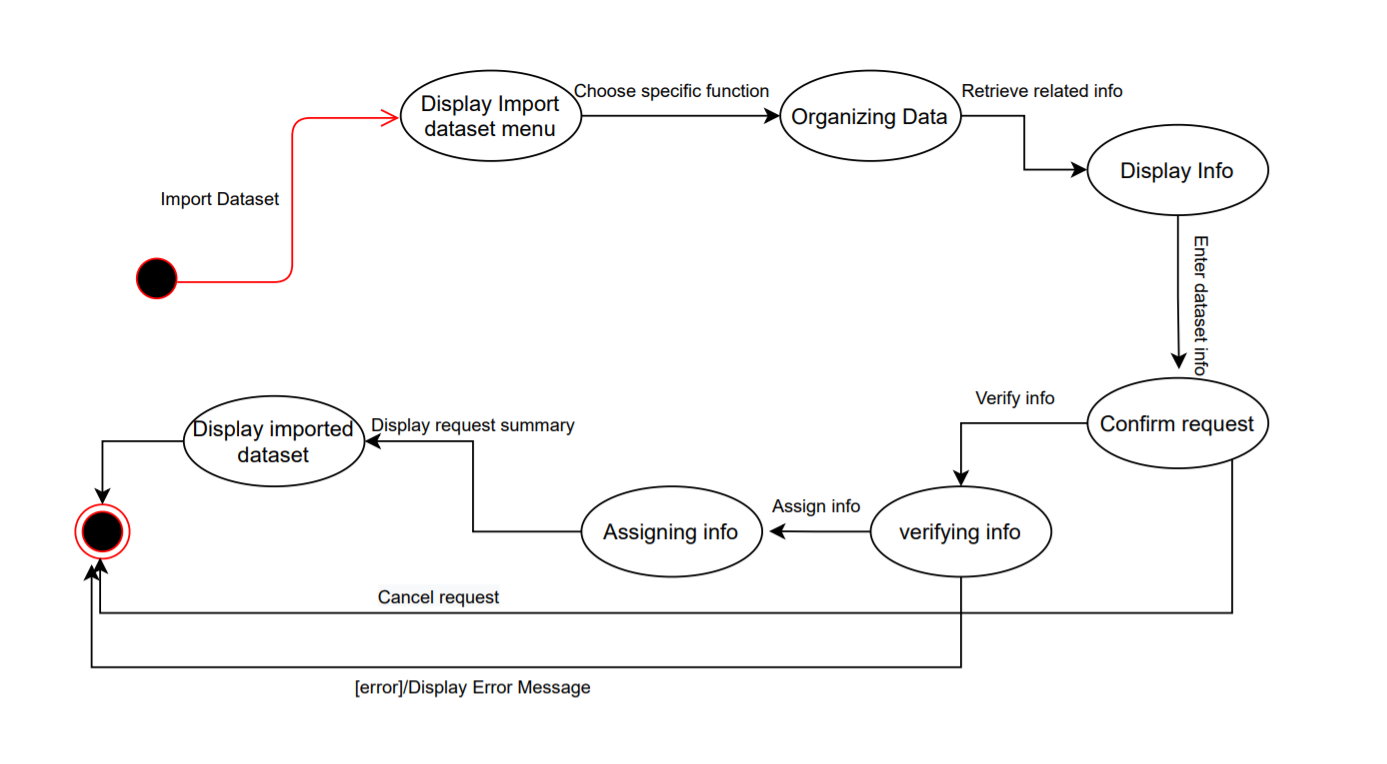 Display Import
dataset menu
Choose specific function
Organizing Data
Retrieve related info
Display Info
Import Dataset
Enter dataset info
Verify info
Confirm request
Display imported
dataset
Display request summary
Assign info
Assigning info
verifying info
Cancel request
[error]/Display Error Message